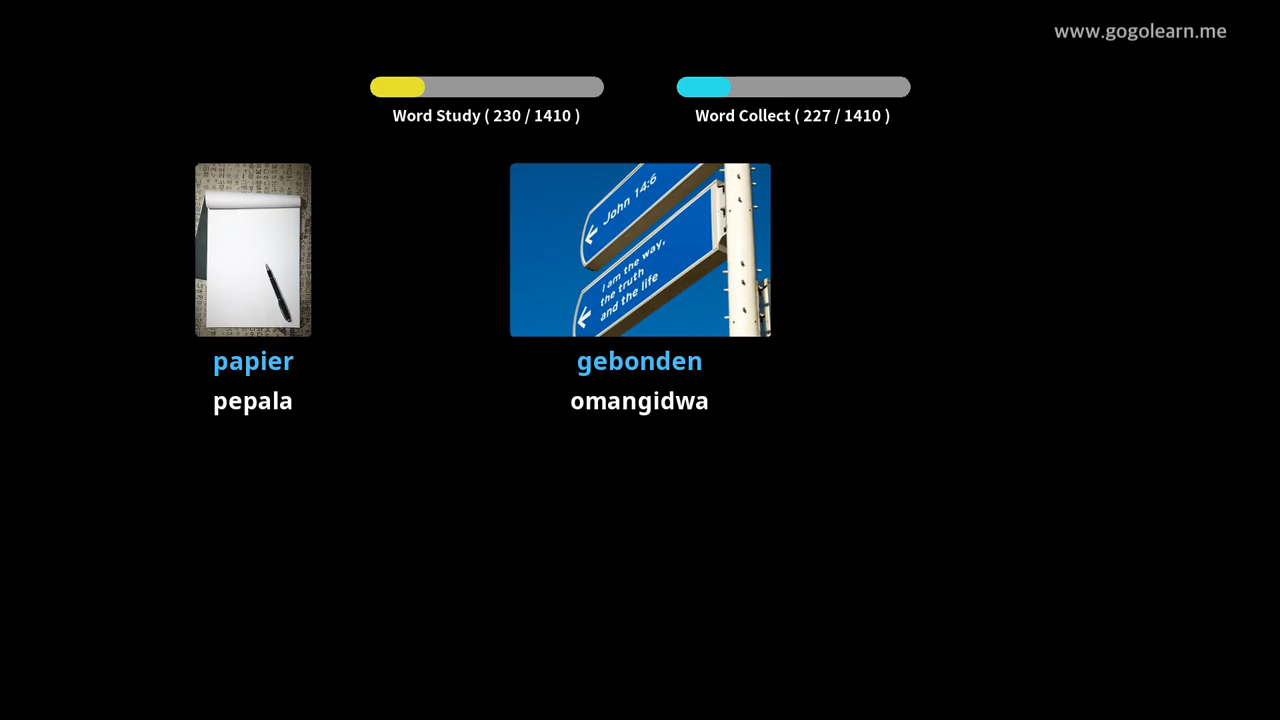 www.gogolearn.me
Word Study ( 230 / 1410 )
Word Collect ( 227 / 1410 )
John 14:6
I am the way,
the truth
and the life
papier
gebonden
pepala
omangidwa